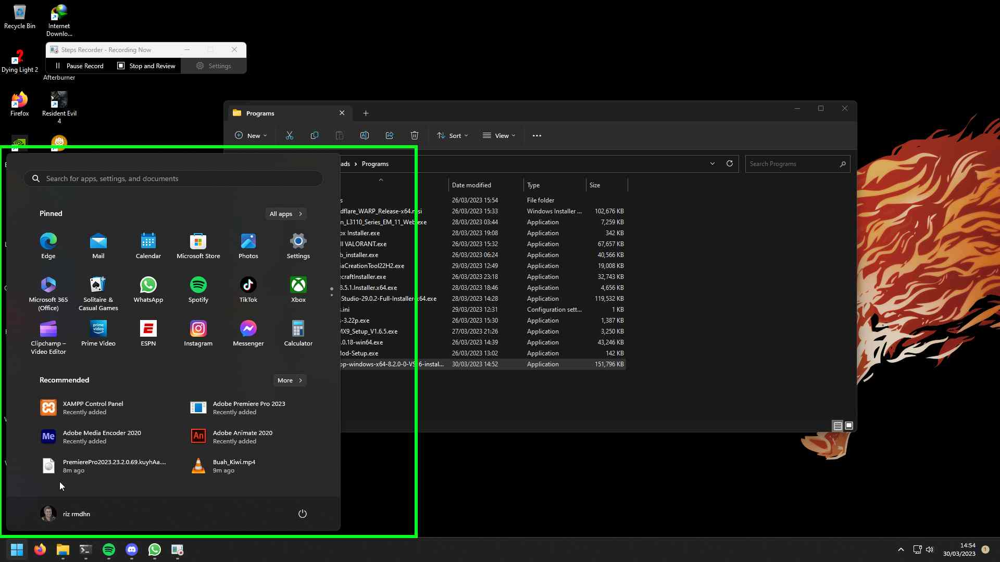 Recycle Bin
Internet
Downlo...
Steps Recorder - Recording Now
Pause Record
Stop and Review
Settings
Dying Light 2
Afterburner
Firefox
Resident Evil
4
Programs
New
Sort
View
ads > Programs
Search Programs
Search for apps, settings, and documents
Date modified
Type
Size
s 26/03/2023 15:54 File folder
dflare_WARP_Release-x64.msi 26/03/2023 15:33 Windows Installer ... 102,676 KB
n_L3110_Series_EM_11_Web.exe 28/03/2023 03:44 Application 7,259 KB
ox Installer.exe 28/03/2023 19:08 Application 342 KB
ll VALORANT.exe 26/03/2023 15:32 Application 67,657 KB
b_installer.exe 26/03/2023 06:24 Application 40,566 KB
iaCreationTool22H2.exe 29/03/2023 12:49 Application 19,008 KB
ecraftInstaller.exe 26/03/2023 23:18 Application 32,743 KB
8.5.1.Installer.x64.exe 28/03/2023 18:46 Application 4,656 KB
Studio-29.0.2-Full-Installer-x64.exe 28/03/2023 14:28 Application 119,532 KB
s.ini 29/03/2023 12:31 Configuration sett... 1 KB
s-3.22p.exe 26/03/2023 15:30 Application 1,387 KB
MX9_Setup_V1.6.5.exe 27/03/2023 21:26 Application 3,250 KB
.0.18-win64.exe 26/03/2023 14:39 Application 43,246 KB
Mod-Setup.exe 26/03/2023 13:02 Application 142 KB
pp-windows-x64-8.2.0-0-VS16-instal... 30/03/2023 14:52 Application 151,796 KB
Pinned
All apps >
Edge
Mail
Calendar
Microsoft Store
Photos
Settings
Microsoft 365
(Office)
Solitaire &
Casual Games
WhatsApp
Spotify
TikTok
Xbox
Clipchamp –
Video Editor
prime
video
Prime Video
ESPN
Instagram
Messenger
Calculator
Recommended
More >
XAMPP Control Panel
Recently added
Adobe Premiere Pro 2023
Recently added
Me
Adobe Media Encoder 2020
Recently added
An
Adobe Animate 2020
Recently added
PremierePro2023.23.2.0.69.kuyhAa....
8m ago
Buah_Kiwi.mp4
9m ago
riz rmdhn
14:54
30/03/2023
1